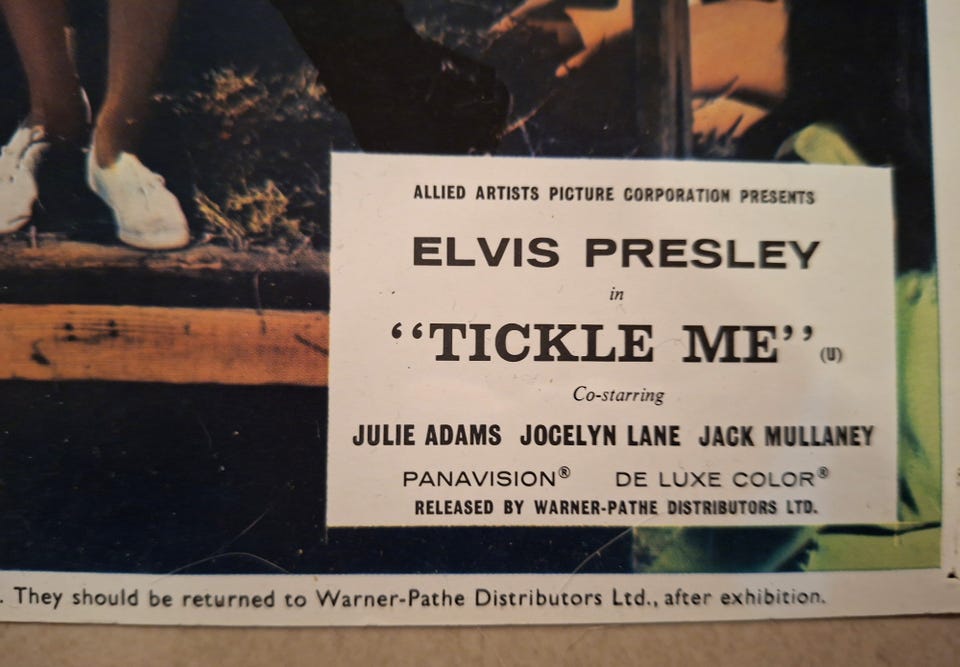 ALLIED ARTISTS PICTURE CORPORATION PRESENTS
ELVIS PRESLEY
in
“TICKLE ME” (U)
Co-starring
JULIE ADAMS JOCELYN LANE JACK MULLANEY
PANAVISION® DE LUXE COLOR®
RELEASED BY WARNER-PATHE DISTRIBUTORS LTD.
. They should be returned to Warner-Pathe Distributors Ltd., after exhibition.